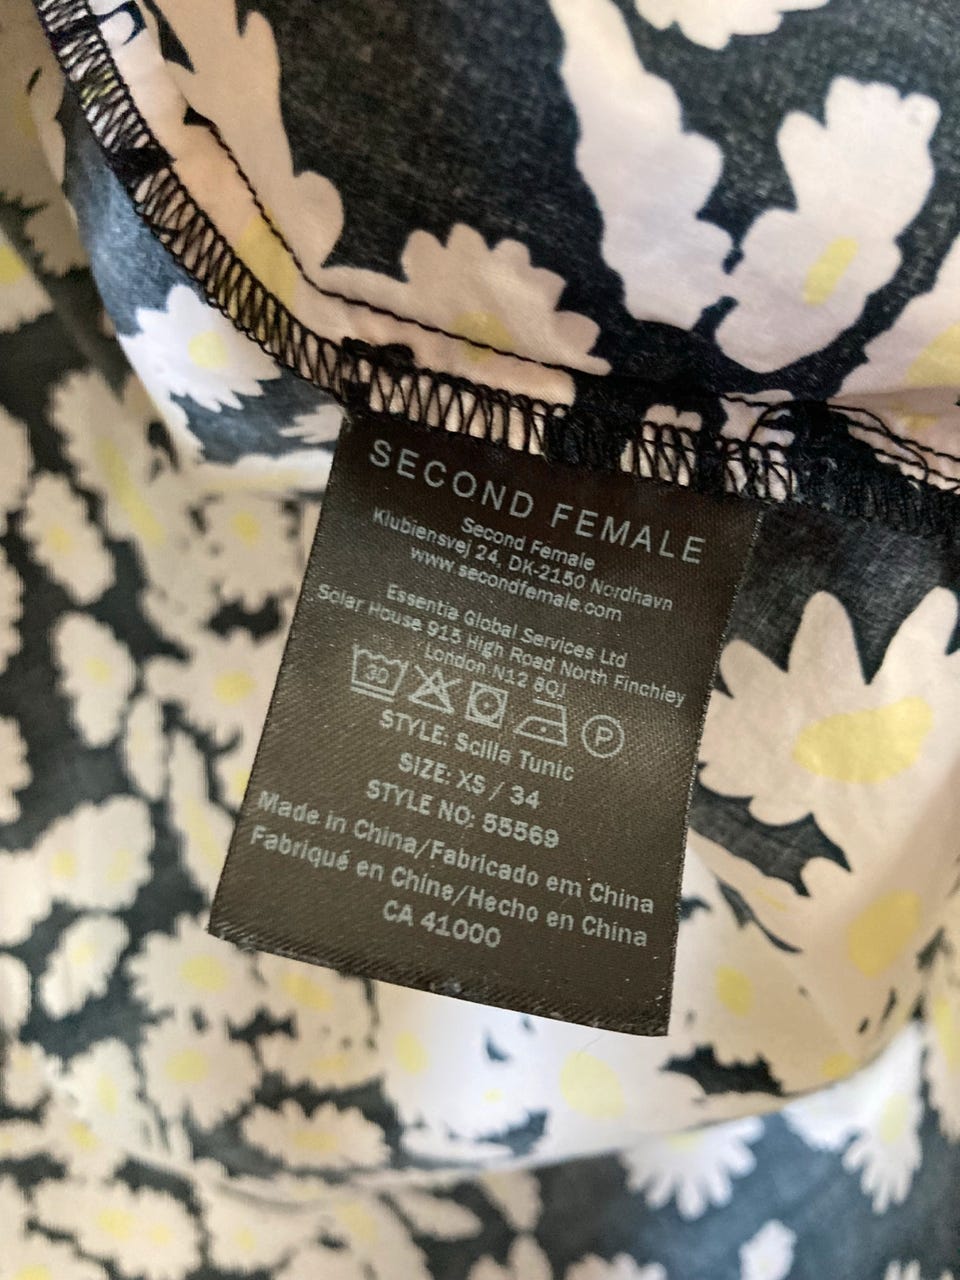 SECOND FEMALE
Second Female
Klubiensvej 24, DK-2150 Nordhavn
www.secondfemale.com
Essentia Global Services Ltd
Solar House 915 High Road North Finchley
London N12 8QJ
30 P
STYLE: Scilla Tunic
SIZE: XS / 34
STYLE NO: 55569
Made in China/Fabricado em China
Fabriqué en Chine/Hecho en China
CA 41000